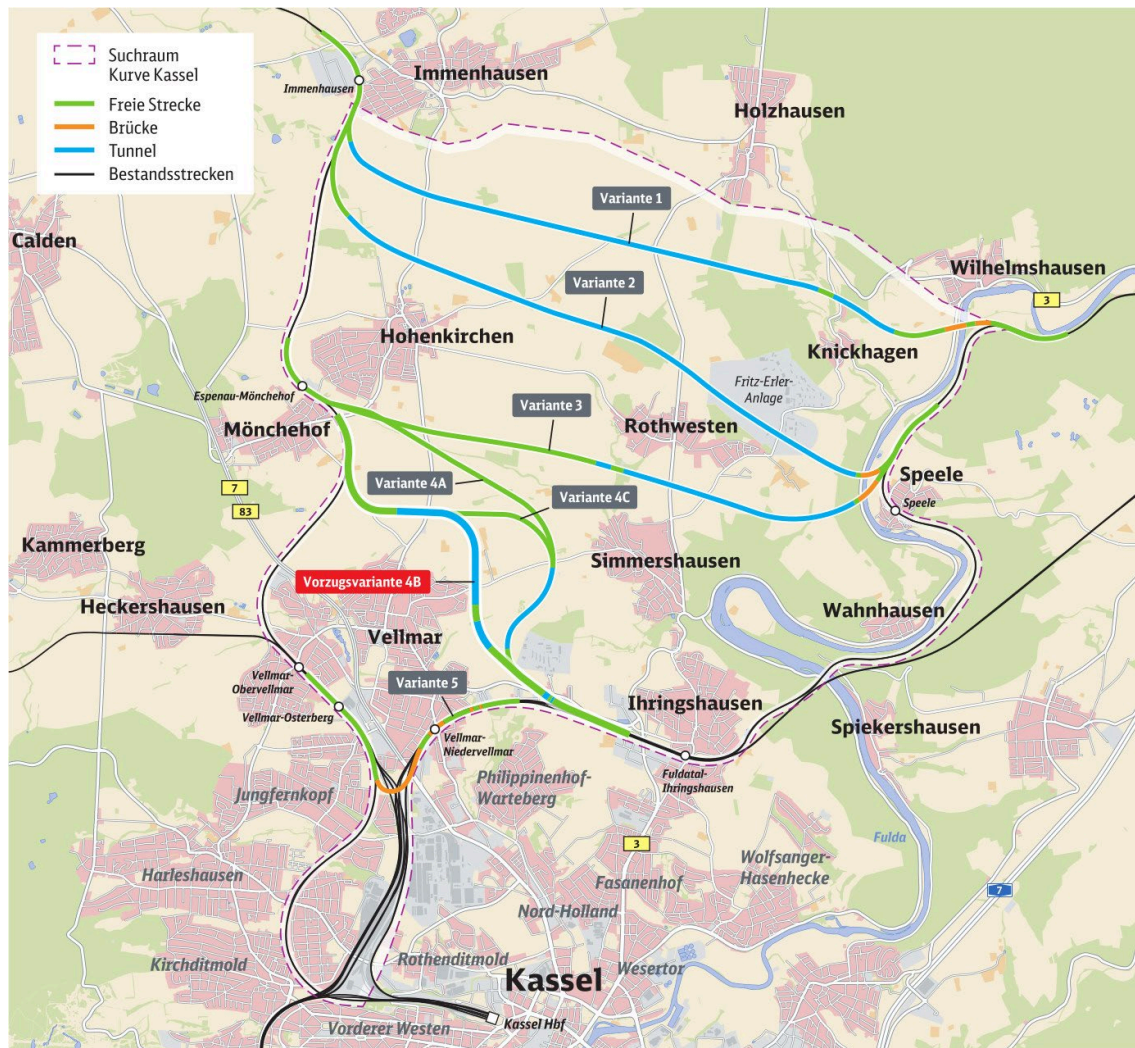 Suchraum
Kurve Kassel
Freie Strecke
Brücke
Tunnel
Bestandsstrecken
Immenhausen
Immenhausen
Holzhausen
Variante 1
Calden
Wilhelmshausen
3
Variante 2
Hohenkirchen
Knickhagen
Fritz-Erler-
Anlage
Espenau-Mönchehof
Mönchehof
Variante 3
Rothwesten
7
83
Variante 4A
Variante 4C
Speele
Speele
Kammerberg
Simmershausen
Vorzugsvariante 4B
Heckershausen
Wahnhausen
Vellmar
Vellmar-
Obervellmar
Variante 5
Vellmar-Osterberg
Ihringshausen
Spiekershausen
Vellmar-
Niedervellmar
Fuldatal-
Ihringshausen
Jungfernkopf
Philippinenhof-
Warteberg
3
Fulda
Harleshausen
Wolfsanger-
Hasenhecke
Fasanenhof
7
Nord-Holland
Kirchditmold
Rothenditmold
Wesertor
Kassel
Vorderer Westen
Kassel Hbf